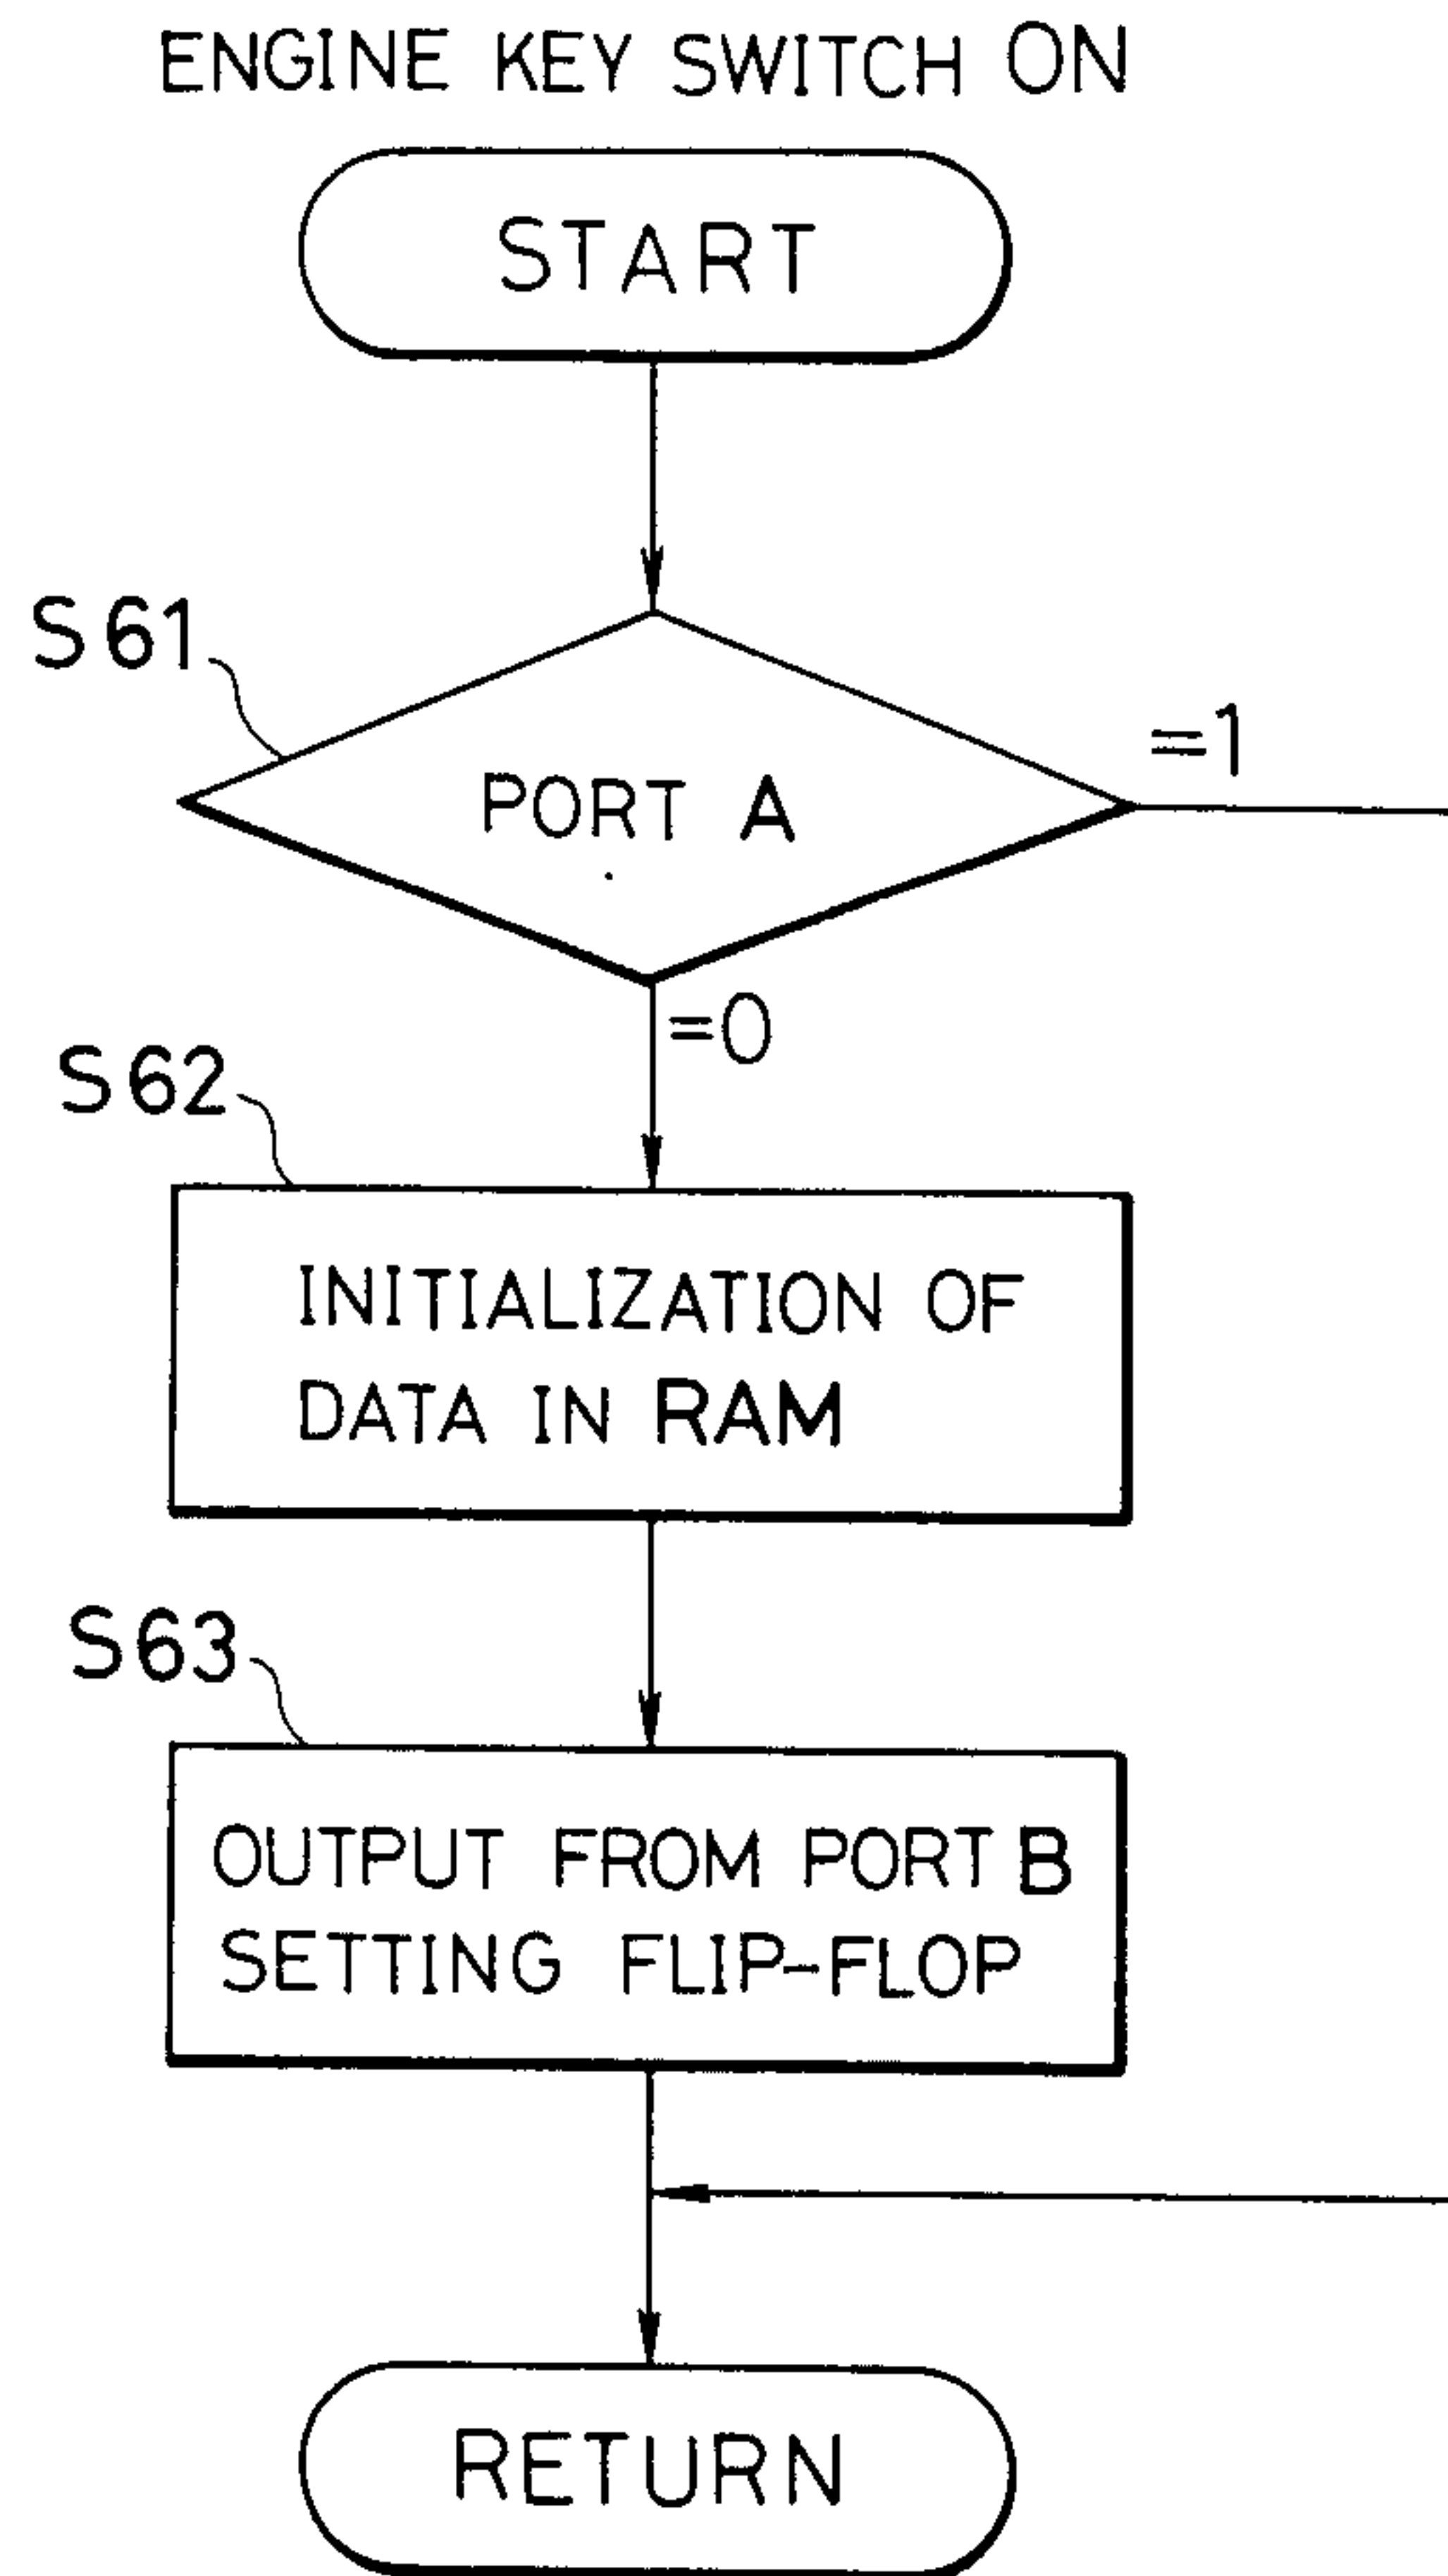 ENGINE KEY SWITCH ON
START
S61
PORT A
=1
=0
S62
INITIALIZATION OF
DATA IN RAM
S63
OUTPUT FROM PORT B
SETTING FLIP-FLOP
RETURN